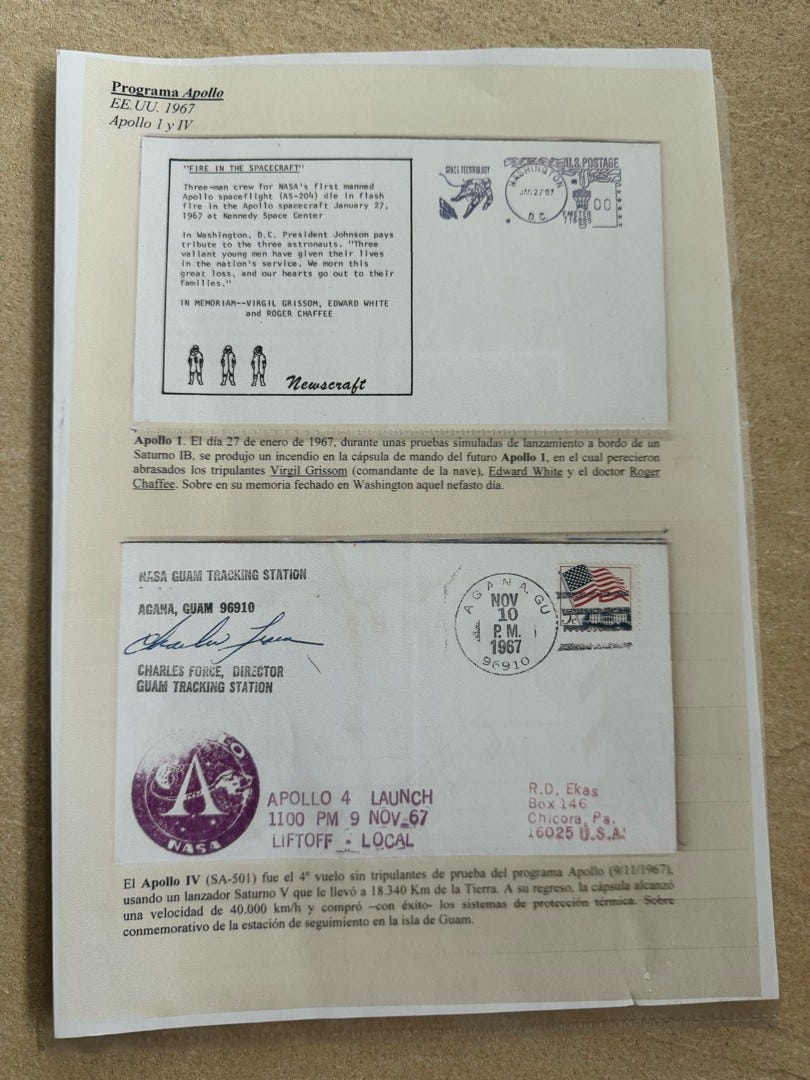 Programa Apollo
EE.UU. 1967
Apollo 1 y IV
"FIRE IN THE SPACECRAFT"
Three-man crew for NASA's first manned
Apollo spaceflight (AS-204) die in flash
fire in the Apollo spacecraft January 27,
1967 at Kennedy Space Center
In Washington, D.C. President Johnson pays
tribute to the three astronauts. "Three
valiant young men have given their lives
in the nation's service. We morn this
great loss, and our hearts go out to their
families."
IN MEMORIAM--VIRGIL GRISSOM, EDWARD WHITE
and ROGER CHAFFEE
Newscraft
SPACE TECHNOLOGY
WASHINGTON
JAN 27 67
D.C.
U.S. POSTAGE
00
METER
Apollo 1. El día 27 de enero de 1967, durante unas pruebas simuladas de lanzamiento a bordo de un
Saturno IB, se produjo un incendio en la cápsula de mando del futuro Apollo 1, en el cual perecieron
abrasados los tripulantes Virgil Grissom (comandante de la nave), Edward White y el doctor Roger
Chaffee. Sobre en su memoria fechado en Washington aquel nefasto día.
NASA GUAM TRACKING STATION
AGANA, GUAM 96910
CHARLES FORCE, DIRECTOR
GUAM TRACKING STATION
AGANA, GU
NOV
10
P.M.
1967
96910
A
NASA
APOLLO 4 LAUNCH
1100 PM 9 NOV 67
LIFTOFF - LOCAL
R.D. Ekas
Box 146
Chicora, Pa.
16025 U.S.A.
El Apollo IV (SA-501) fue el 4º vuelo sin tripulantes de prueba del programa Apollo (9/11/1967),
usando un lanzador Saturno V que le llevó a 18.340 Km de la Tierra. A su regreso, la cápsula alcanzó
una velocidad de 40.000 km/h y compró –con éxito- los sistemas de protección térmica. Sobre
conmemorativo de la estación de seguimiento en la isla de Guam.